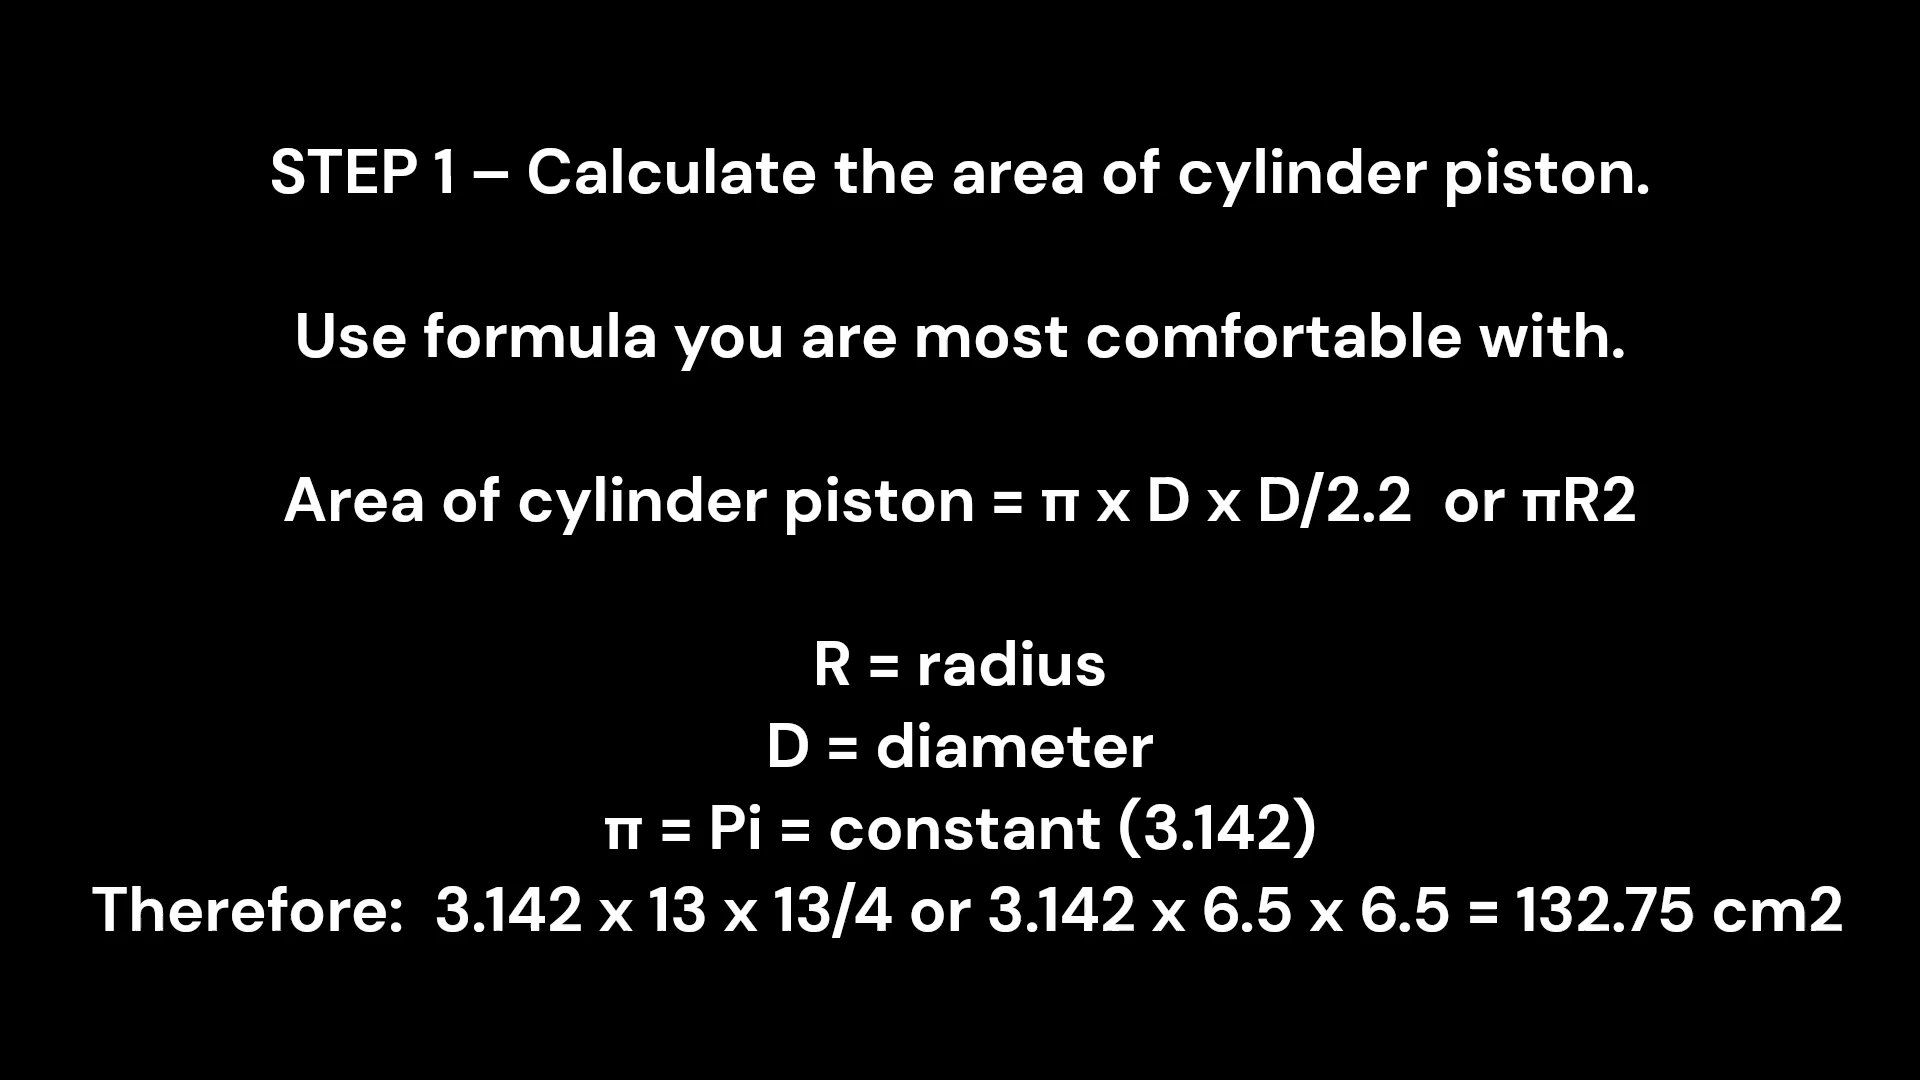 STEP 1 – Calculate the area of cylinder piston.
Use formula you are most comfortable with.
Area of cylinder piston = π x D x D/2.2 or πR2
R = radius
D = diameter
π = Pi = constant (3.142)
Therefore: 3.142 x 13 x 13/4 or 3.142 x 6.5 x 6.5 = 132.75 cm2